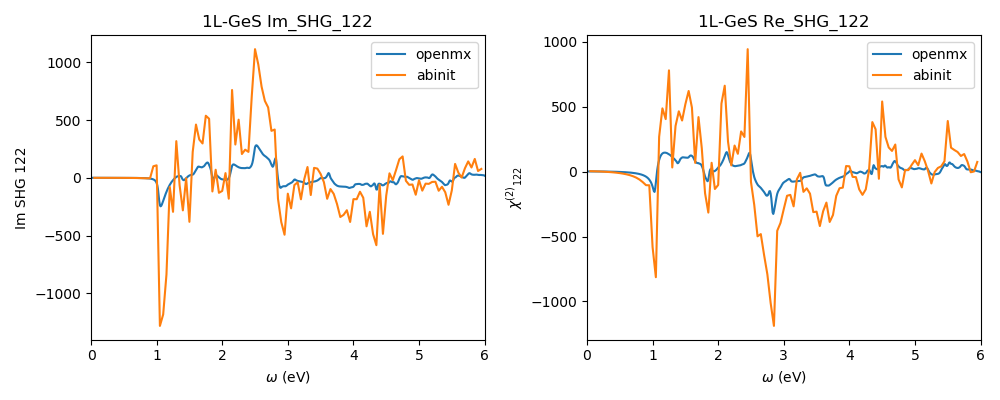 1L-GeS Im_SHG_122
Im SHG 122
1000
500
0
−500
−1000
openmx
abinit
0 1 2 3 4 5 6
ω (eV)
1L-GeS Re_SHG_122
χ⁽²⁾₁₂₂
1000
500
0
−500
−1000
openmx
abinit
0 1 2 3 4 5 6
ω (eV)